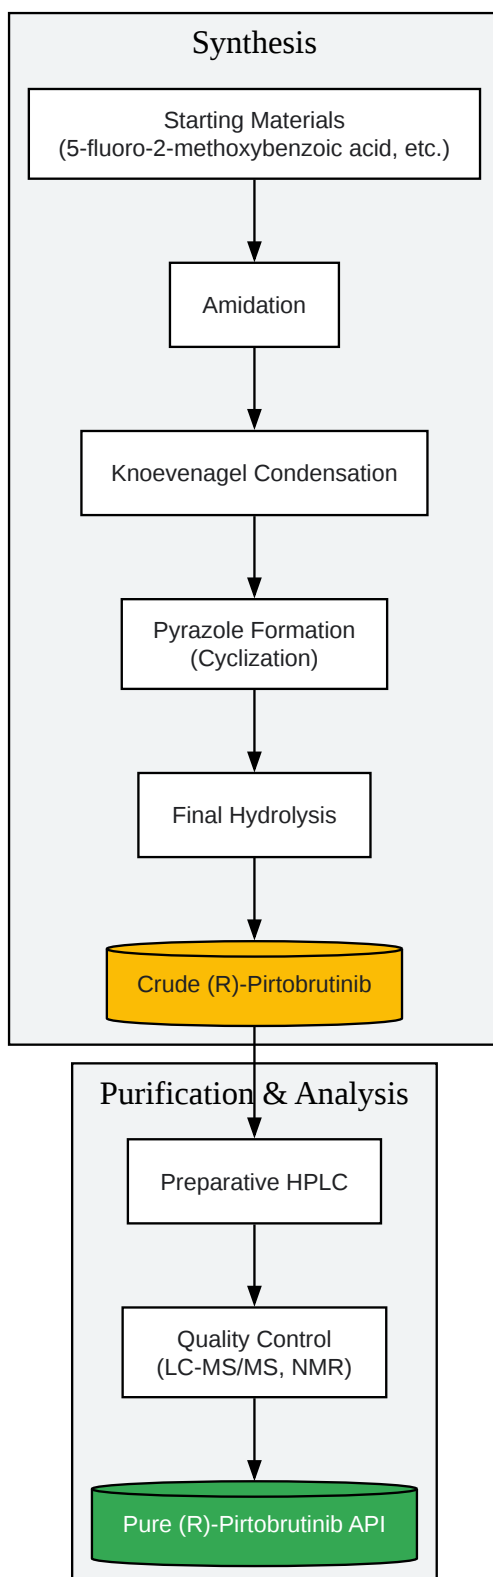 Synthesis
Starting Materials
(5-fluoro-2-methoxybenzoic acid, etc.)
Amidation
Knoevenagel Condensation
Pyrazole Formation
(Cyclization)
Final Hydrolysis
Crude (R)-Pirtobrutinib
Purification & Analysis
Preparative HPLC
Quality Control
(LC-MS/MS, NMR)
Pure (R)-Pirtobrutinib API